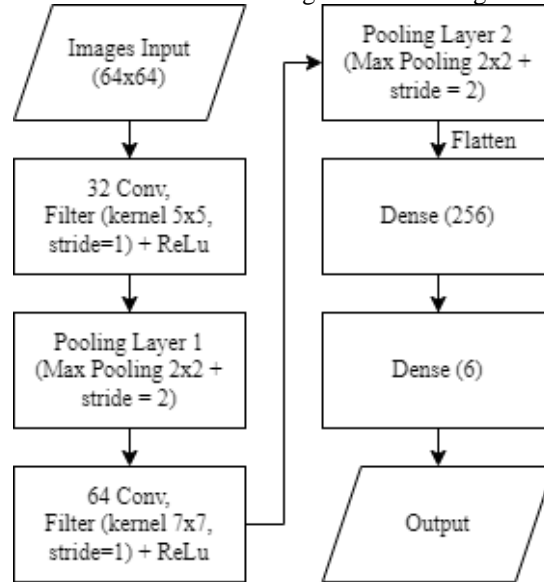 Images Input
(64x64)
32 Conv,
Filter (kernel 5x5,
stride=1) + ReLu
Pooling Layer 1
(Max Pooling 2x2 +
stride = 2)
64 Conv,
Filter (kernel 7x7,
stride=1) + ReLu
Pooling Layer 2
(Max Pooling 2x2 +
stride = 2)
Flatten
Dense (256)
Dense (6)
Output